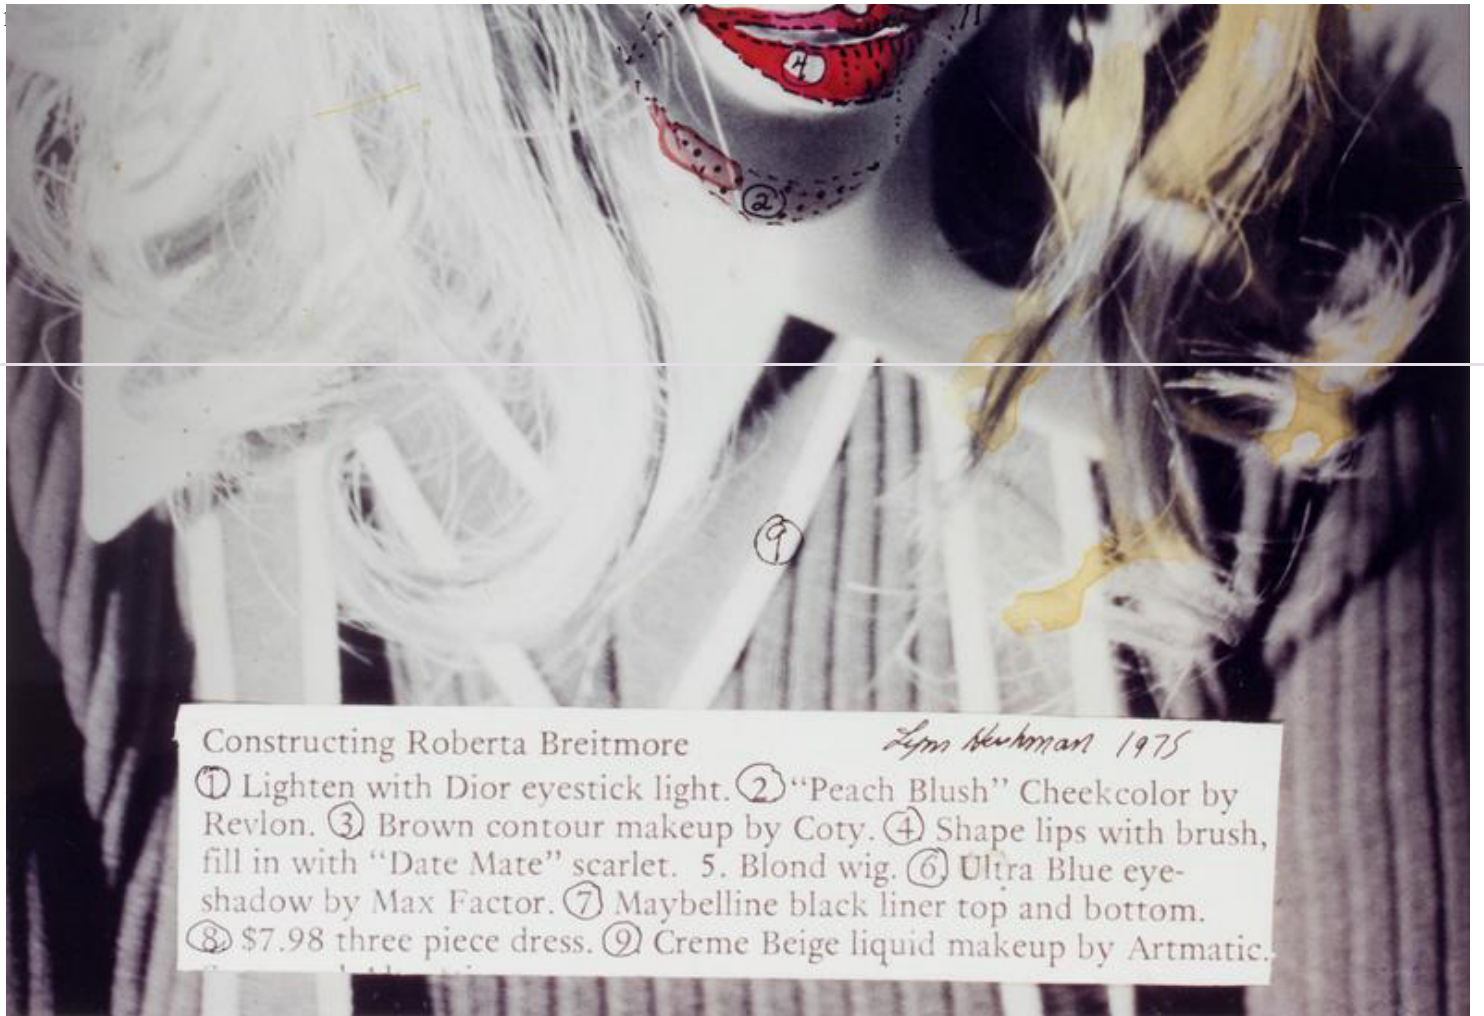 4
2
9
Constructing Roberta Breitmore
Lynn Hershman 1975
① Lighten with Dior eyestick light. ② “Peach Blush” Cheekcolor by
Revlon. ③ Brown contour makeup by Coty. ④ Shape lips with brush,
fill in with “Date Mate” scarlet. 5. Blond wig. ⑥ Ultra Blue eye-
shadow by Max Factor. ⑦ Maybelline black liner top and bottom.
⑧ $7.98 three piece dress. ⑨ Creme Beige liquid makeup by Artmatic.